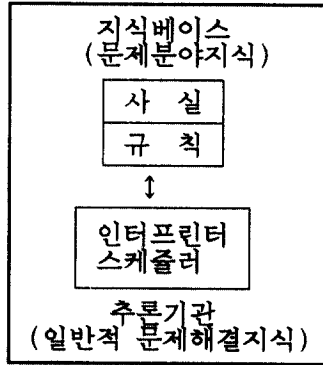 지식베이스
(문제분야지식)
사 실
규 칙
↕
인터프린터
스케쥴러
추론기관
(일반적 문제해결지식)